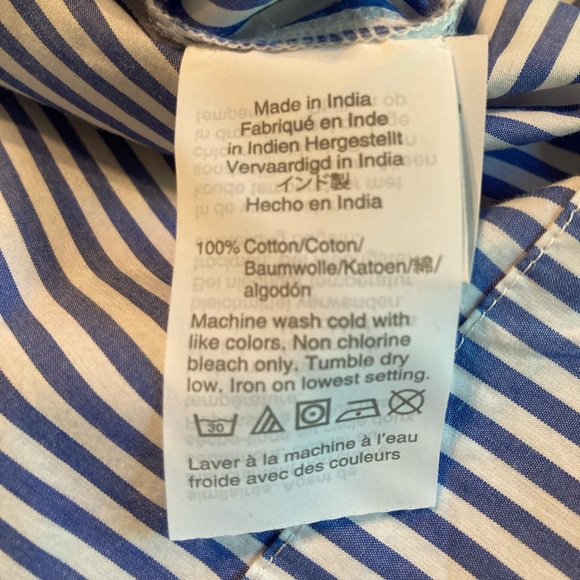 Made in India
Fabriqué en Inde
in Indien Hergestellt
Vervaardigd in India
インド製
Hecho en India
100% Cotton/Coton/
Baumwolle/Katoen/綿/
algodón
Machine wash cold with
like colors. Non chlorine
bleach only. Tumble dry
low. Iron on lowest setting.
30
Laver à la machine à l'eau
froide avec des couleurs